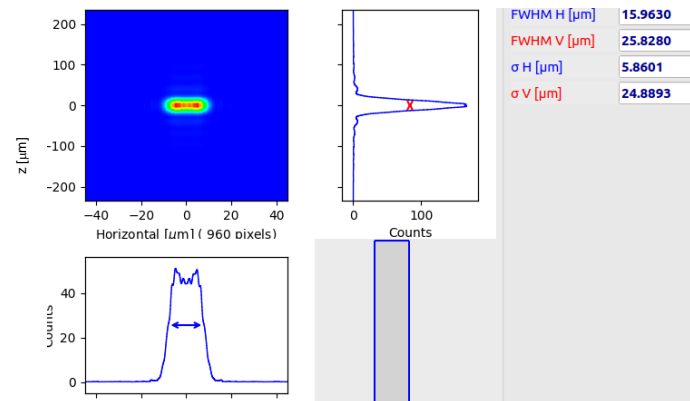 200
100
0
-100
-200
z [μm]
-40
-20
0
20
40
Horizontal [μm] ( 960 pixels)
0
100
Counts
FWHM H [μm] 15.9630
FWHM V [μm] 25.8280
σ H [μm] 5.8601
σ V [μm] 24.8893
40
20
0
Counts